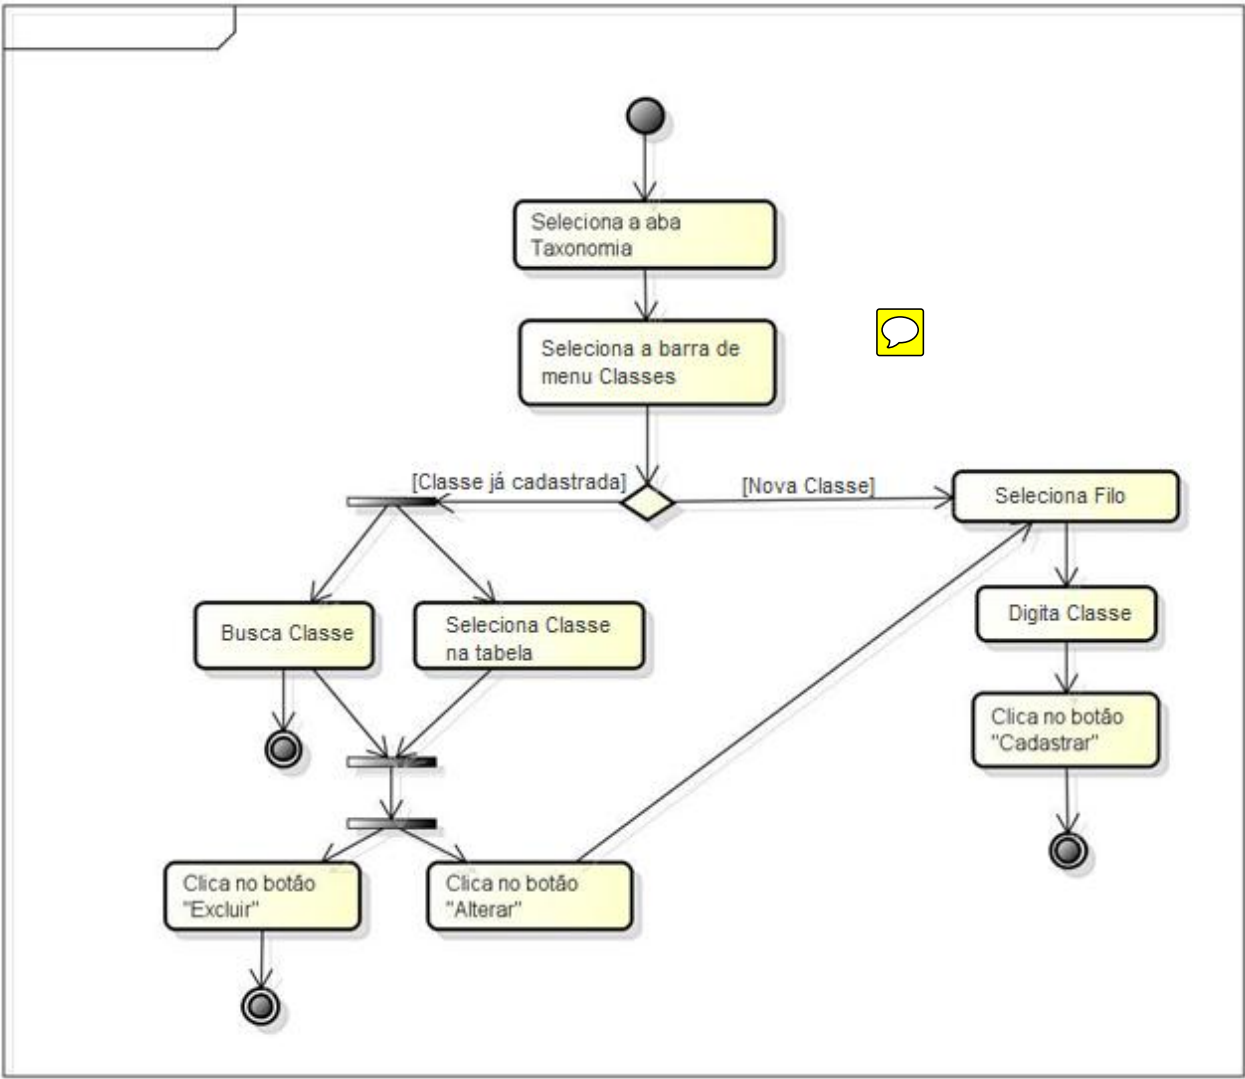 Seleciona a aba
Taxonomia
Seleciona a barra de
menu Classes
[Classe já cadastrada]
[Nova Classe]
Seleciona Filo
Busca Classe
Seleciona Classe
na tabela
Digita Classe
Clica no botão
"Cadastrar"
Clica no botão
"Excluir"
Clica no botão
"Alterar"